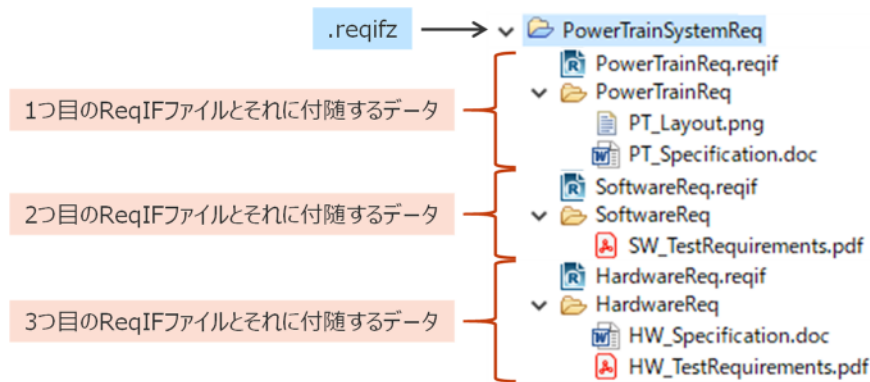 .reqifz
PowerTrainSystemReq
PowerTrainReq.reqif
1つ目のReqIFファイルとそれに付随するデータ
PowerTrainReq
PT_Layout.png
PT_Specification.doc
SoftwareReq.reqif
2つ目のReqIFファイルとそれに付随するデータ
SoftwareReq
SW_TestRequirements.pdf
HardwareReq.reqif
3つ目のReqIFファイルとそれに付随するデータ
HardwareReq
HW_Specification.doc
HW_TestRequirements.pdf